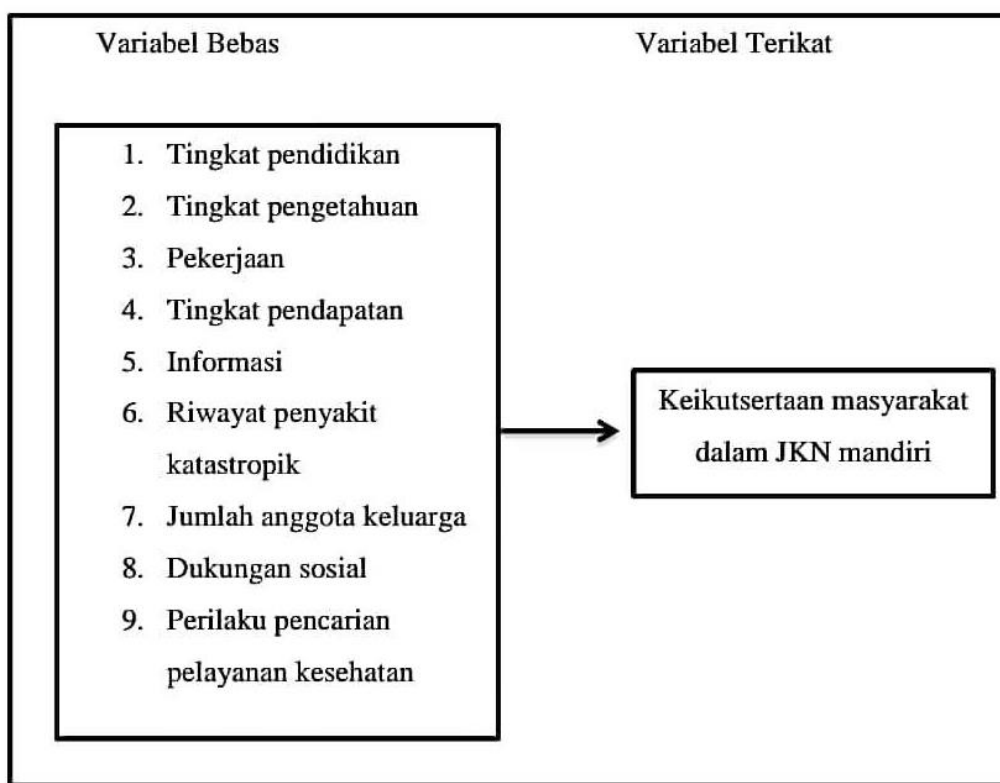 Variabel Bebas
Variabel Terikat
1. Tingkat pendidikan
2. Tingkat pengetahuan
3. Pekerjaan
4. Tingkat pendapatan
5. Informasi
6. Riwayat penyakit
katastropik
7. Jumlah anggota keluarga
8. Dukungan sosial
9. Perilaku pencarian
pelayanan kesehatan
Keikutsertaan masyarakat
dalam JKN mandiri